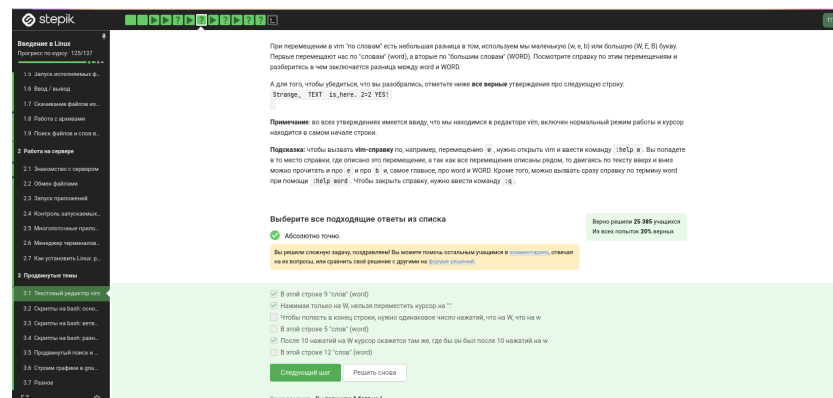 stepik
Введение в Linux
Прогресс по курсу: 125/137
1.5 Запуск исполняемых ф...
1.6 Ввод / вывод
1.7 Скачивание файлов из...
1.8 Работа с архивами
1.9 Поиск файлов и слов в...
2 Работа на сервере
2.1 Знакомство с сервером
2.2 Обмен файлами
2.3 Запуск приложений
2.4 Контроль запускаемых...
2.5 Многопоточные прило...
2.6 Менеджер терминалов...
2.7 Как установить Linux: р...
3 Продвинутые темы
3.1 Текстовый редактор vim
3.2 Скрипты на bash: осно...
3.3 Скрипты на bash: ветв...
3.4 Скрипты на bash: разн...
3.5 Продвинутый поиск и ...
3.6 Строим графики в gnu...
3.7 Разное
При перемещении в vim "по словам" есть небольшая разница в том, используем мы маленькую (w, e, b) или большую (W, E, B) букву.
Первые перемещают нас по "словам" (word), а вторые по "большим словам" (WORD). Посмотрите справку по этим перемещениям и
разберитесь в чем заключается разница между word и WORD.
А для того, чтобы убедиться, что вы разобрались, отметьте ниже все верные утверждения про следующую строку:
Strange_ TEXT is_here. 2=2 YES!
Примечание: во всех утверждениях имеется ввиду, что мы находимся в редакторе vim, включен нормальный режим работы и курсор
находится в самом начале строки.
Подсказка: чтобы вызвать vim-справку по, например, перемещению w, нужно открыть vim и ввести команду :help w. Вы попадете
в то место справки, где описано это перемещение, а так как все перемещения описаны рядом, то двигаясь по тексту вверх и вниз
можно прочитать и про e и про b и, самое главное, про word и WORD. Кроме того, можно вызвать сразу справку по термину word
при помощи :help word. Чтобы закрыть справку, нужно ввести команду :q.
Выберите все подходящие ответы из списка
Верно решили 25 385 учащихся
Из всех попыток 20% верных
Абсолютно точно.
Вы решили сложную задачу, поздравляем! Вы можете помочь остальным учащимся в комментариях, отвечая
на их вопросы, или сравнить своё решение с другими на форуме решений.
В этой строке 9 "слов" (word)
Нажимая только на W, нельзя переместить курсор на "."
Чтобы попасть в конец строки, нужно одинаковое число нажатий, что на W, что на w
В этой строке 5 "слов" (word)
После 10 нажатий на W курсор окажется там же, где бы он был после 10 нажатий на w
В этой строке 12 "слов" (word)
Следующий шаг
Решить снова